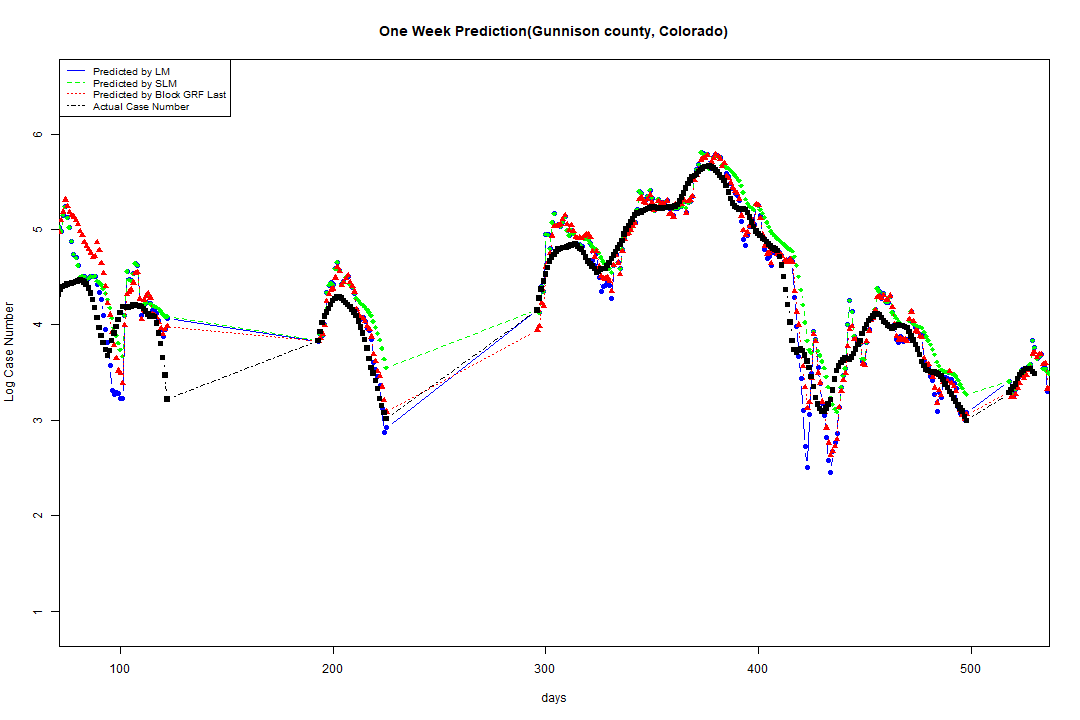 One Week Prediction(Gunnison county, Colorado)
Predicted by LM
Predicted by SLM
Predicted by Block GRF Last
Actual Case Number
6
5
4
3
2
1
Log Case Number
100 200 300 400 500
days